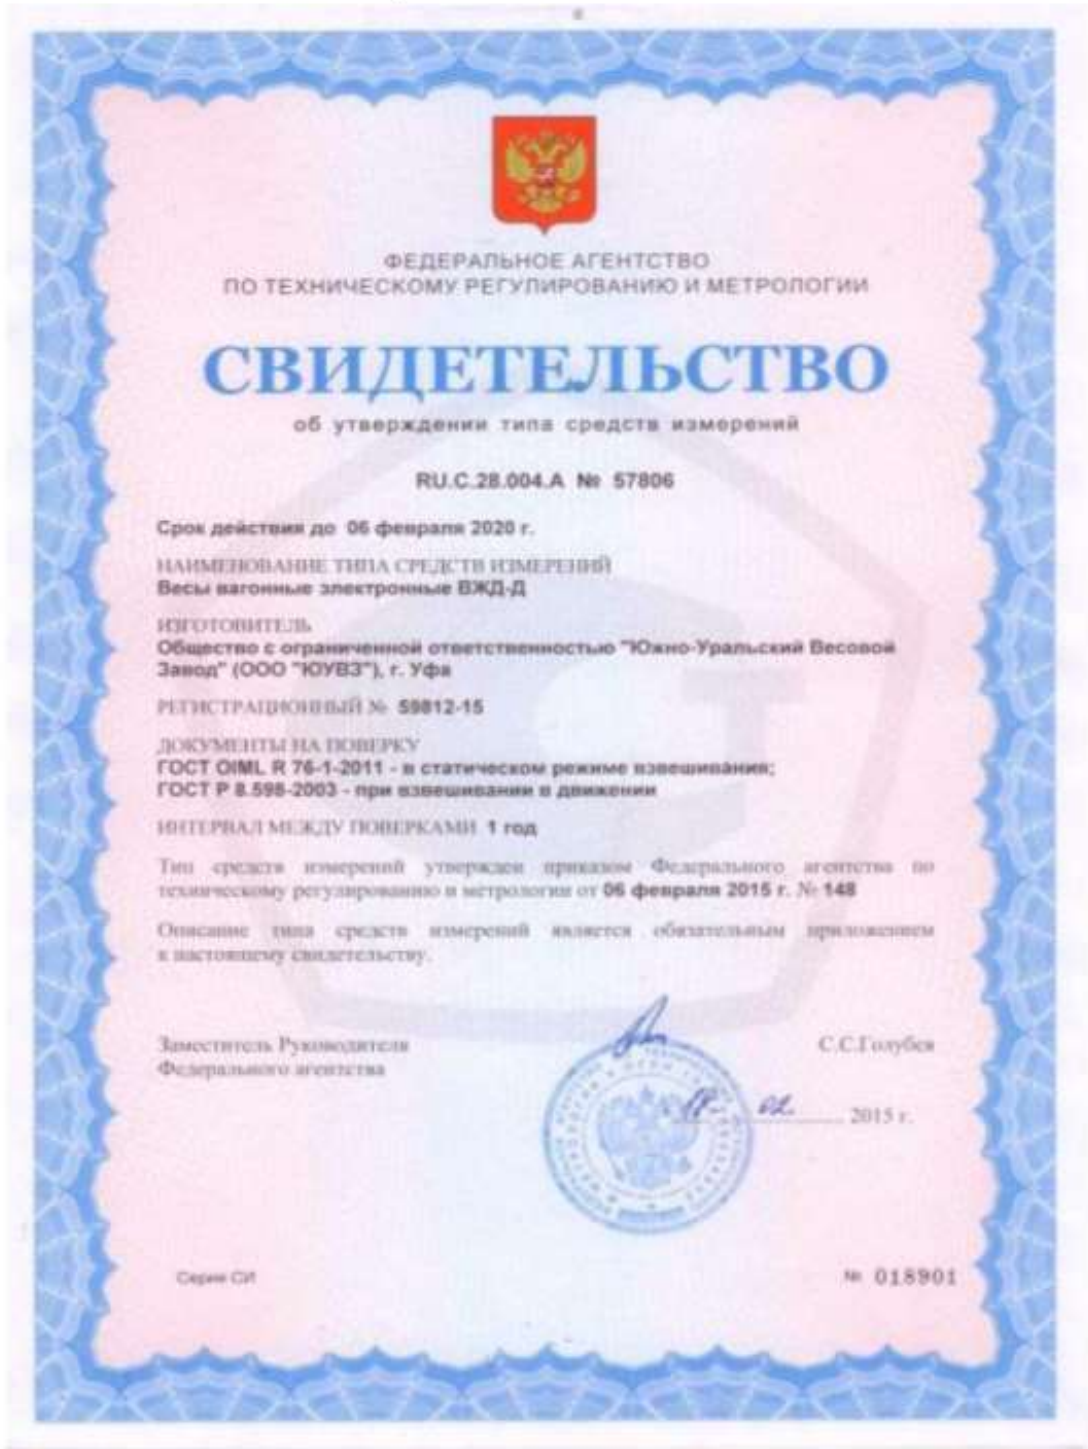 ФЕДЕРАЛЬНОЕ АГЕНТСТВО
ПО ТЕХНИЧЕСКОМУ РЕГУЛИРОВАНИЮ И МЕТРОЛОГИИ
СВИДЕТЕЛЬСТВО
об утверждении типа средств измерений
RU.C.28.004.A № 57806
Срок действия до 06 февраля 2020 г.
НАИМЕНОВАНИЕ ТИПА СРЕДСТВ ИЗМЕРЕНИЙ
Весы вагонные электронные ВЖД-Д
ИЗГОТОВИТЕЛЬ
Общество с ограниченной ответственностью "Южно-Уральский Весовой
Завод" (ООО "ЮУВЗ"), г. Уфа
РЕГИСТРАЦИОННЫЙ № 59812-15
ДОКУМЕНТЫ НА ПОВЕРКУ
ГОСТ OIML R 76-1-2011 - в статическом режиме взвешивания;
ГОСТ Р 8.598-2003 - при взвешивании в движении
ИНТЕРВАЛ МЕЖДУ ПОВЕРКАМИ 1 год
Тип средств измерений утвержден приказом Федерального агентства по
техническому регулированию и метрологии от 06 февраля 2015 г. № 148
Описание типа средств измерений является обязательным приложением
к настоящему свидетельству.
Заместитель Руководителя
Федерального агентства
С.С.Голубев
18 02. 2015 г.
Серия СИ
№ 018901